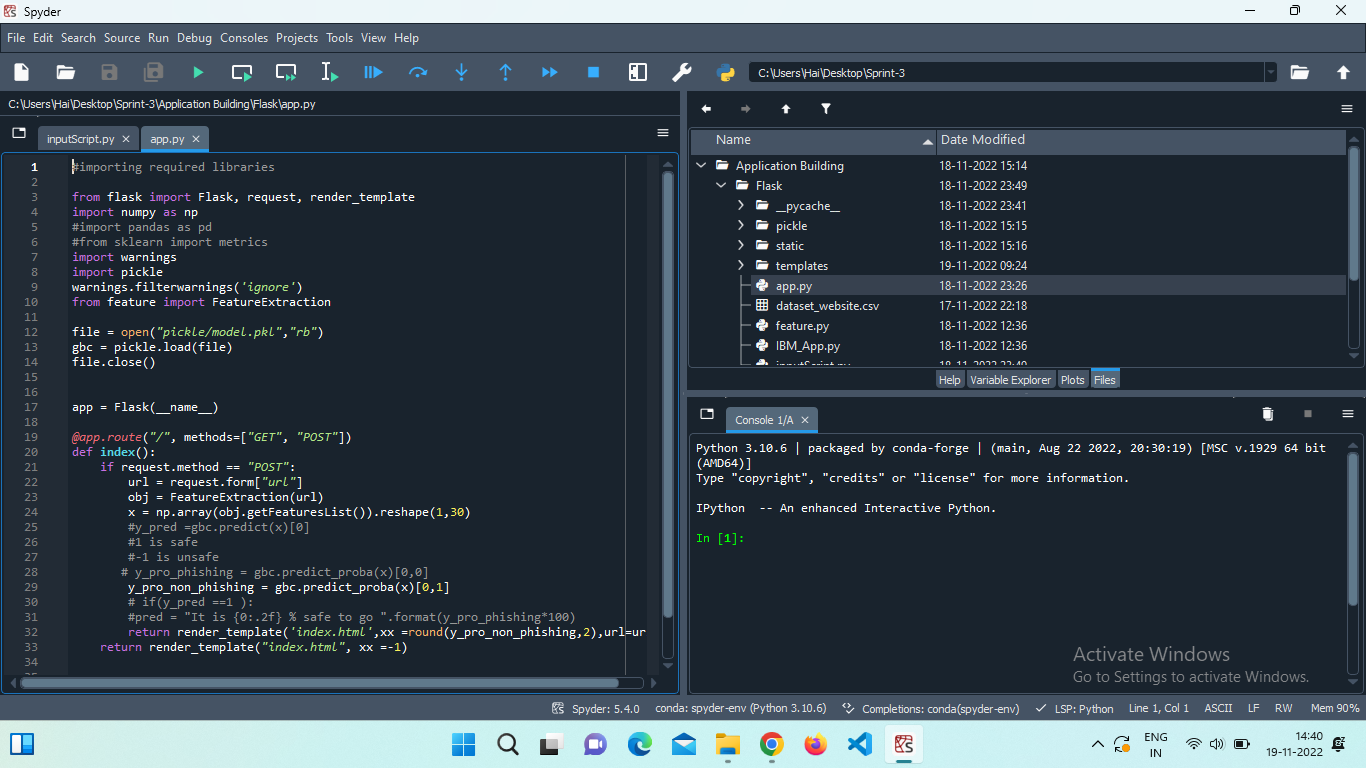 Spyder
File Edit Search Source Run Debug Consoles Projects Tools View Help
C:\Users\Hai\Desktop\Sprint-3
C:\Users\Hai\Desktop\Sprint-3\Application Building\Flask\app.py
inputScript.py app.py
1 #importing required libraries
2
3 from flask import Flask, request, render_template
4 import numpy as np
5 #import pandas as pd
6 #from sklearn import metrics
7 import warnings
8 import pickle
9 warnings.filterwarnings('ignore')
10 from feature import FeatureExtraction
11
12 file = open("pickle/model.pkl","rb")
13 gbc = pickle.load(file)
14 file.close()
15
16
17 app = Flask(__name__)
18
19 @app.route("/", methods=["GET", "POST"])
20 def index():
21 if request.method == "POST":
22 url = request.form["url"]
23 obj = FeatureExtraction(url)
24 x = np.array(obj.getFeaturesList()).reshape(1,30)
25 #y_pred =gbc.predict(x)[0]
26 #1 is safe
27 #-1 is unsafe
28 # y_pro_phishing = gbc.predict_proba(x)[0,0]
29 y_pro_non_phishing = gbc.predict_proba(x)[0,1]
30 # if(y_pred ==1 ):
31 #pred = "It is {0:.2f} % safe to go ".format(y_pro_phishing*100)
32 return render_template('index.html',xx =round(y_pro_non_phishing,2),url=ur
33 return render_template("index.html", xx =-1)
34
Name Date Modified
Application Building 18-11-2022 15:14
Flask 18-11-2022 23:49
__pycache__ 18-11-2022 23:41
pickle 18-11-2022 15:15
static 18-11-2022 15:16
templates 19-11-2022 09:24
app.py 18-11-2022 23:26
dataset_website.csv 17-11-2022 22:18
feature.py 18-11-2022 12:36
IBM_App.py 18-11-2022 12:36
inputScript.py 18-11-2022 23:49
Help Variable Explorer Plots Files
Console 1/A
Python 3.10.6 | packaged by conda-forge | (main, Aug 22 2022, 20:30:19) [MSC v.1929 64 bit
(AMD64)]
Type "copyright", "credits" or "license" for more information.
IPython -- An enhanced Interactive Python.
In [1]:
Activate Windows
Go to Settings to activate Windows.
Spyder: 5.4.0 conda: spyder-env (Python 3.10.6) Completions: conda(spyder-env) LSP: Python Line 1, Col 1 ASCII LF RW Mem 90%
ENG
IN
14:40
19-11-2022